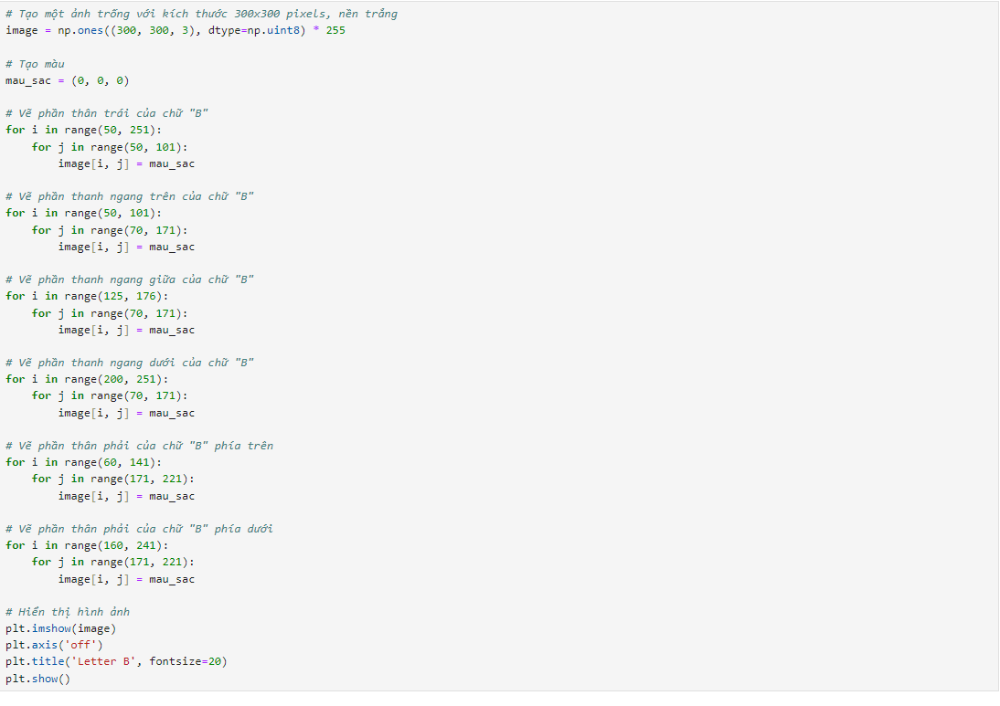 # Tạo một ảnh trống với kích thước 300x300 pixels, nền trắng
image = np.ones((300, 300, 3), dtype=np.uint8) * 255

# Tạo màu
mau_sac = (0, 0, 0)

# Vẽ phần thân trái của chữ "B"
for i in range(50, 251):
    for j in range(50, 101):
        image[i, j] = mau_sac

# Vẽ phần thanh ngang trên của chữ "B"
for i in range(50, 101):
    for j in range(70, 171):
        image[i, j] = mau_sac

# Vẽ phần thanh ngang giữa của chữ "B"
for i in range(125, 176):
    for j in range(70, 171):
        image[i, j] = mau_sac

# Vẽ phần thanh ngang dưới của chữ "B"
for i in range(200, 251):
    for j in range(70, 171):
        image[i, j] = mau_sac

# Vẽ phần thân phải của chữ "B" phía trên
for i in range(60, 141):
    for j in range(171, 221):
        image[i, j] = mau_sac

# Vẽ phần thân phải của chữ "B" phía dưới
for i in range(160, 241):
    for j in range(171, 221):
        image[i, j] = mau_sac

# Hiển thị hình ảnh
plt.imshow(image)
plt.axis('off')
plt.title('Letter B', fontsize=20)
plt.show()